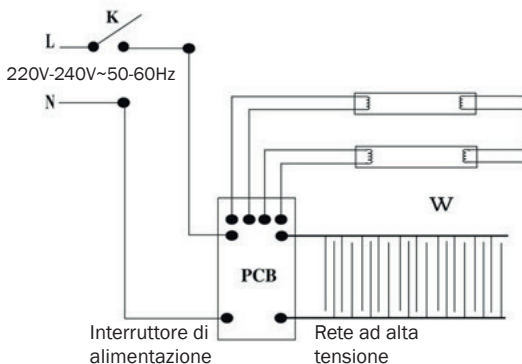 K
L
220V-240V~50-60Hz
N
W
PCB
Interruttore di
alimentazione
Rete ad alta
tensione